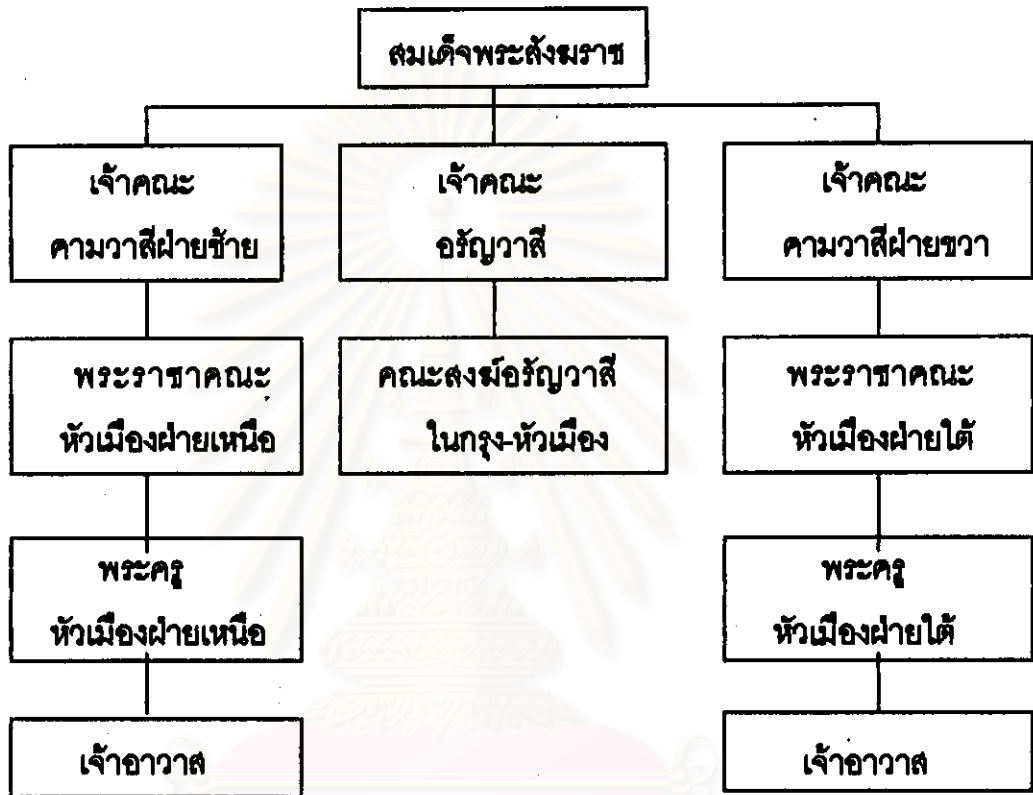 สมเด็จพระสังฆราช
เจ้าคณะ
คามวาสีฝ่ายซ้าย
เจ้าคณะ
อรัญวาสี
เจ้าคณะ
คามวาสีฝ่ายขวา
พระราชาคณะ
หัวเมืองฝ่ายเหนือ
คณะสงฆ์อรัญวาสี
ในกรุง-หัวเมือง
พระราชาคณะ
หัวเมืองฝ่ายใต้
พระครู
หัวเมืองฝ่ายเหนือ
พระครู
หัวเมืองฝ่ายใต้
เจ้าอาวาส
เจ้าอาวาส